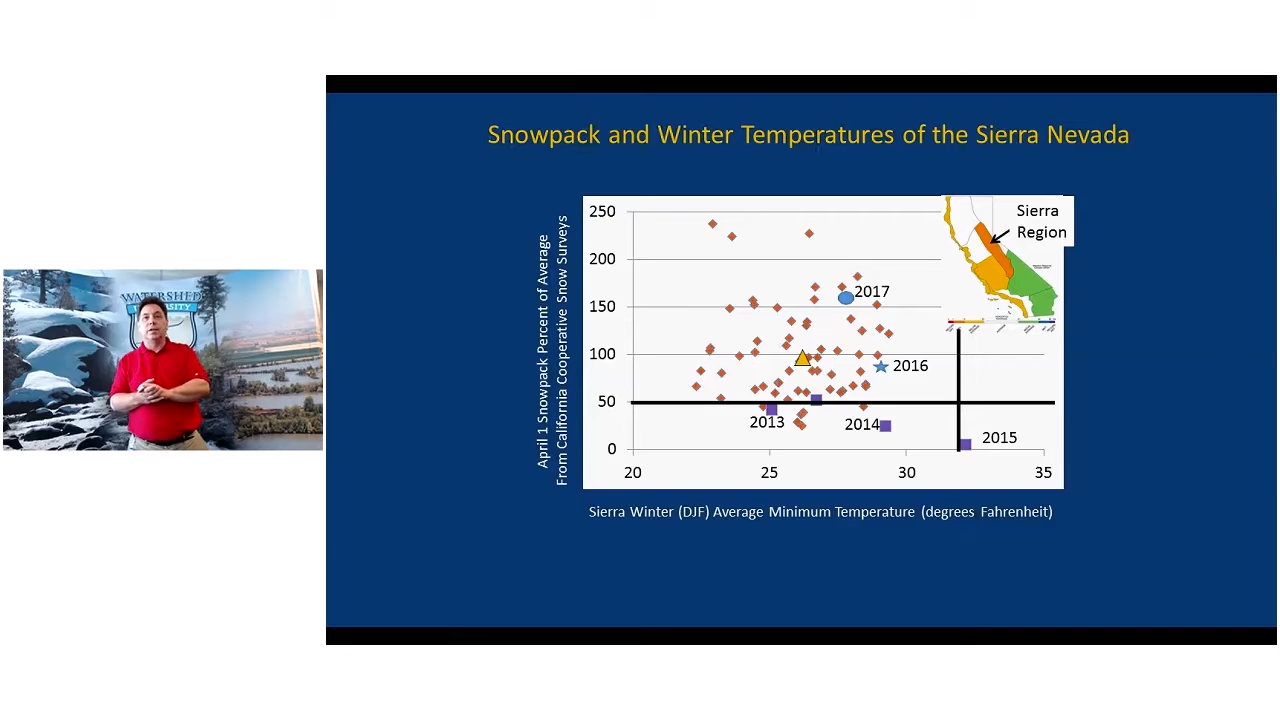 Snowpack and Winter Temperatures of the Sierra Nevada
April 1 Snowpack Percent of Average
From California Cooperative Snow Surveys
250
200
150
100
50
0
20
25
30
35
Sierra
Region
2017
2016
2013
2014
2015
Sierra Winter (DJF) Average Minimum Temperature (degrees Fahrenheit)
WATERSHED